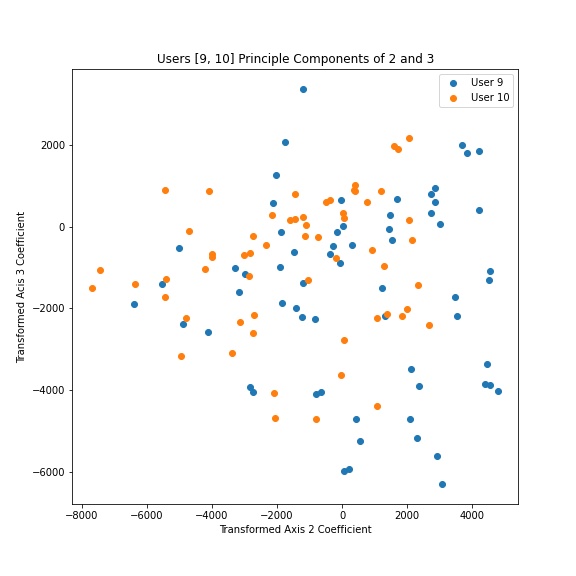 Users [9, 10] Principle Components of 2 and 3
User 9
User 10
2000
0
−2000
−4000
−6000
Transformed Acis 3 Coefficient
−8000 −6000 −4000 −2000 0 2000 4000
Transformed Axis 2 Coefficient